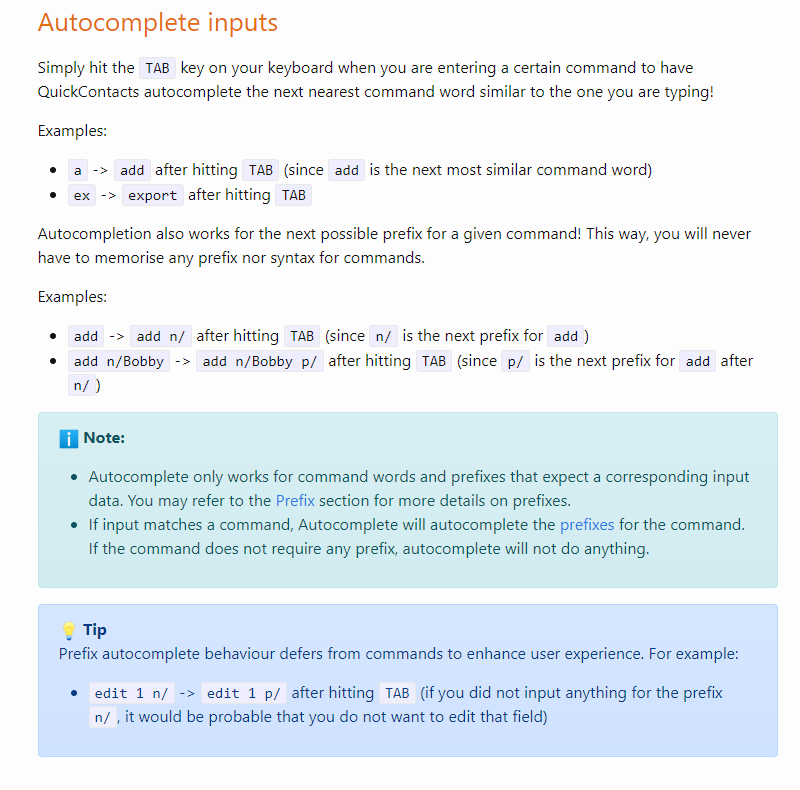 Autocomplete inputs
Simply hit the TAB key on your keyboard when you are entering a certain command to have
QuickContacts autocomplete the next nearest command word similar to the one you are typing!
Examples:
• a -> add after hitting TAB (since add is the next most similar command word)
• ex -> export after hitting TAB
Autocompletion also works for the next possible prefix for a given command! This way, you will never
have to memorise any prefix nor syntax for commands.
Examples:
• add -> add n/ after hitting TAB (since n/ is the next prefix for add )
• add n/Bobby -> add n/Bobby p/ after hitting TAB (since p/ is the next prefix for add after
n/ )
ℹ️ Note:
• Autocomplete only works for command words and prefixes that expect a corresponding input
data. You may refer to the Prefix section for more details on prefixes.
• If input matches a command, Autocomplete will autocomplete the prefixes for the command.
If the command does not require any prefix, autocomplete will not do anything.
💡 Tip
Prefix autocomplete behaviour defers from commands to enhance user experience. For example:
• edit 1 n/ -> edit 1 p/ after hitting TAB (if you did not input anything for the prefix
n/ , it would be probable that you do not want to edit that field)